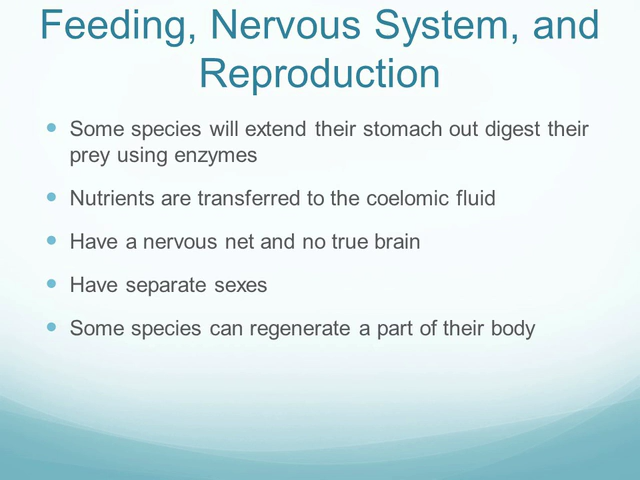 Feeding, Nervous System, and
Reproduction
Some species will extend their stomach out digest their
prey using enzymes
Nutrients are transferred to the coelomic fluid
Have a nervous net and no true brain
Have separate sexes
Some species can regenerate a part of their body